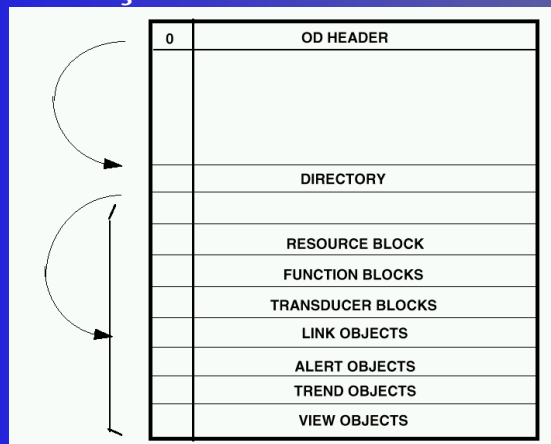 0 OD HEADER
DIRECTORY
RESOURCE BLOCK
FUNCTION BLOCKS
TRANSDUCER BLOCKS
LINK OBJECTS
ALERT OBJECTS
TREND OBJECTS
VIEW OBJECTS